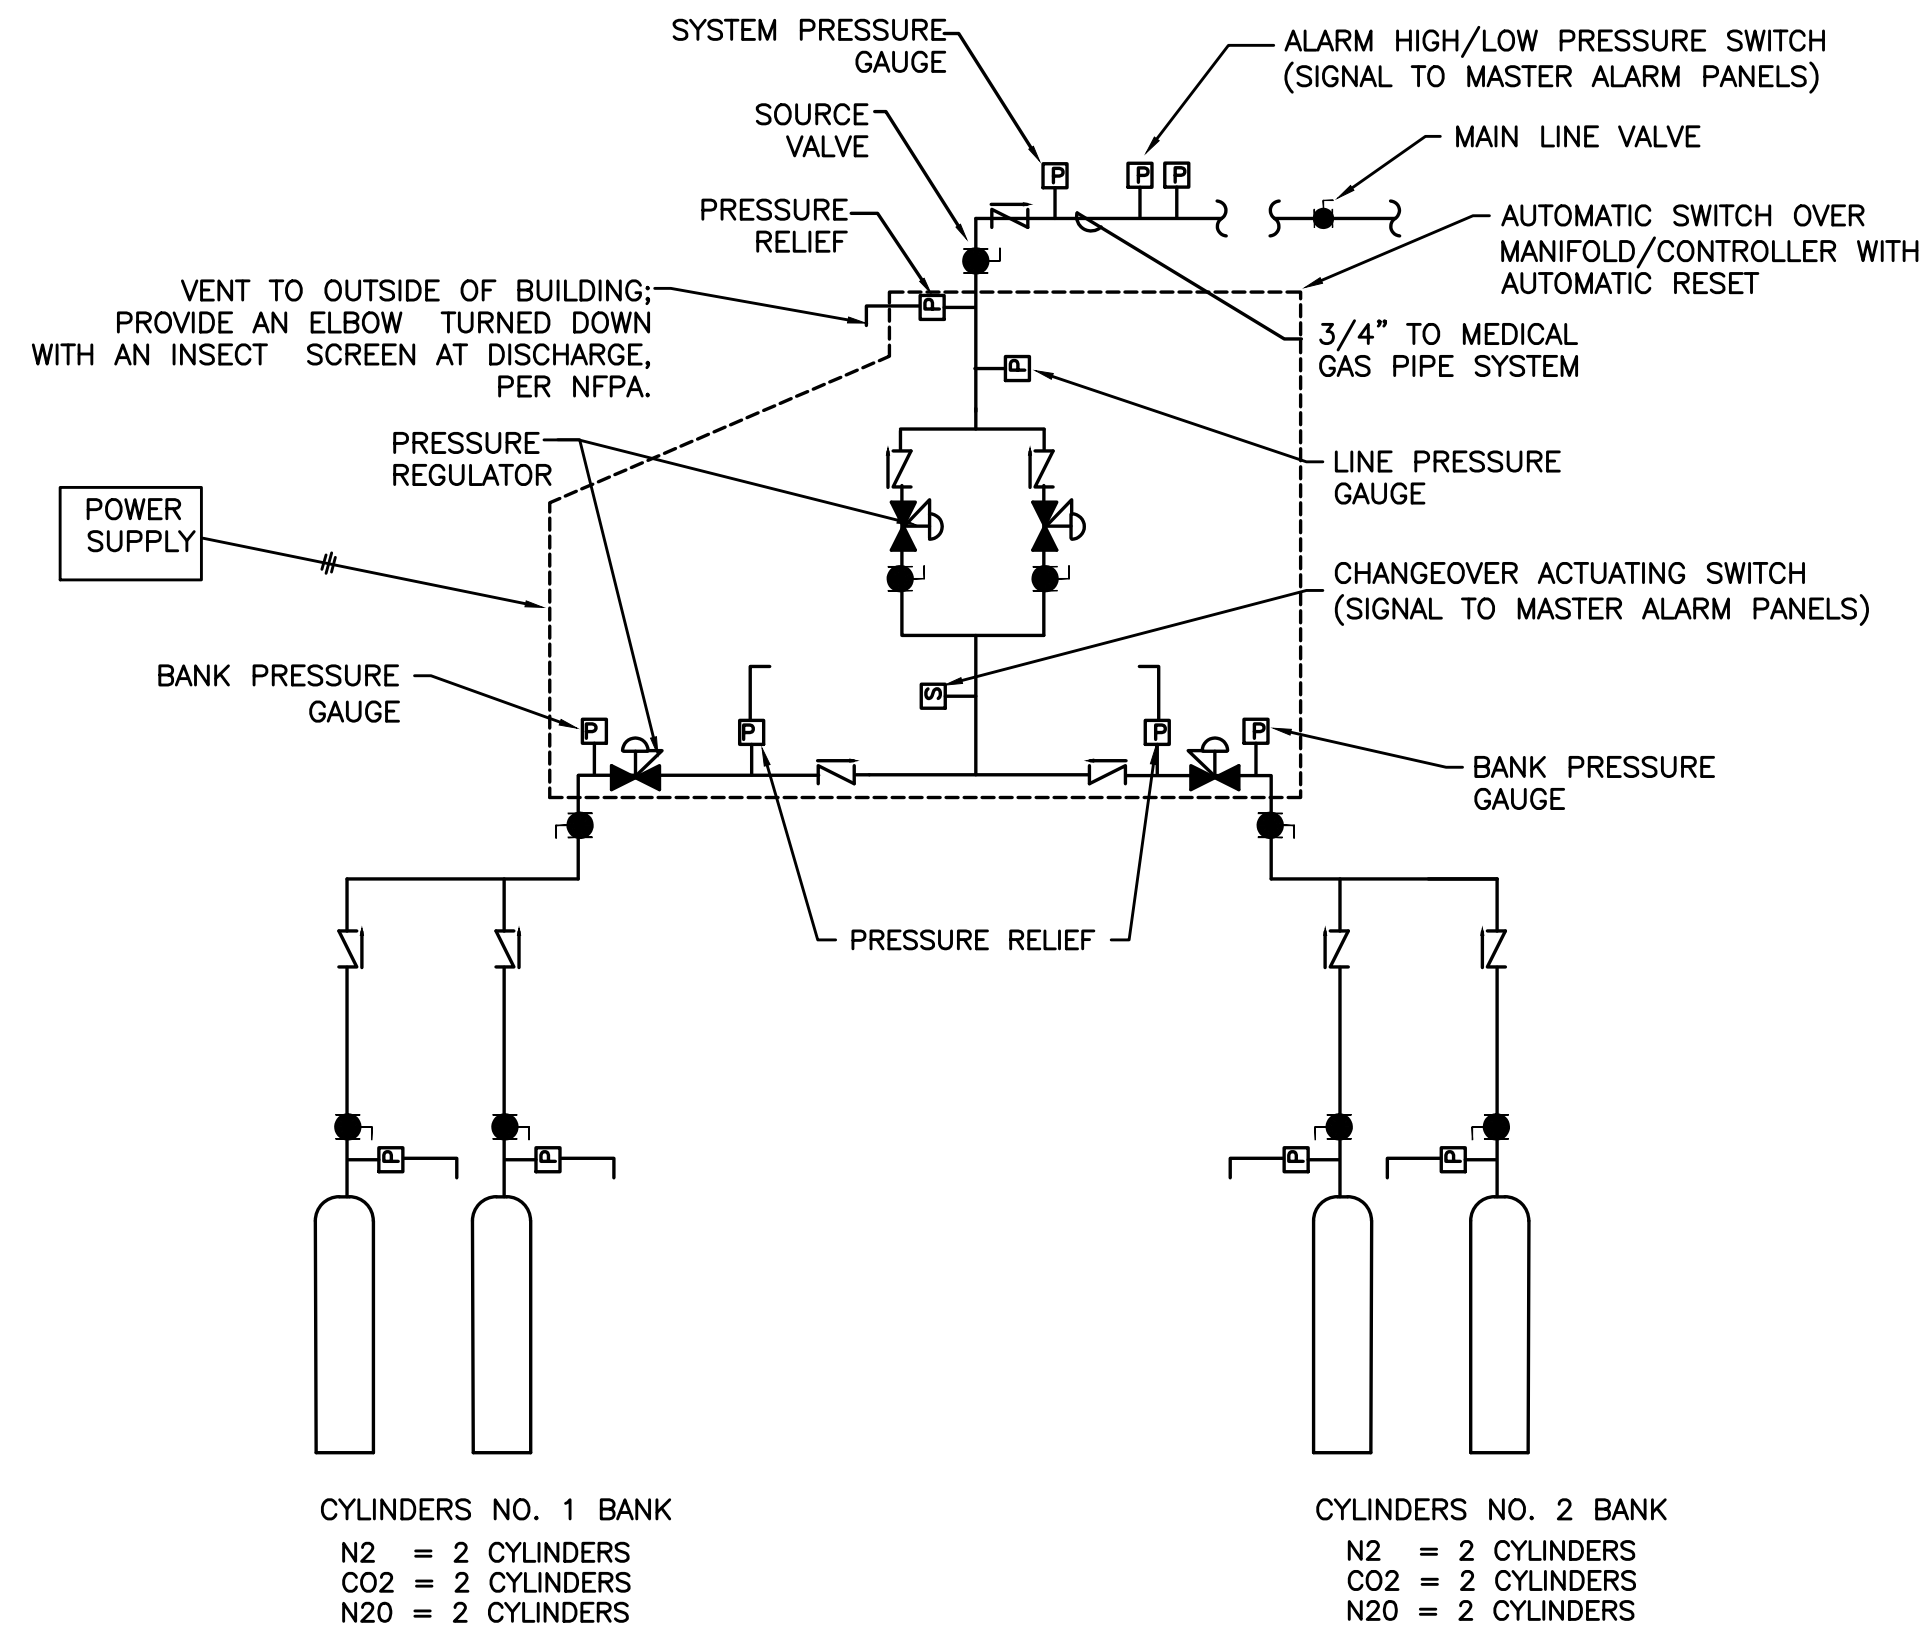 SYSTEM PRESSURE
GAUGE
ALARM HIGH/LOW PRESSURE SWITCH
(SIGNAL TO MASTER ALARM PANELS)
SOURCE
VALVE
MAIN LINE VALVE
P
P
P
PRESSURE
RELIEF
AUTOMATIC SWITCH OVER
MANIFOLD/CONTROLLER WITH
AUTOMATIC RESET
VENT TO OUTSIDE OF BUILDING;
PROVIDE AN ELBOW TURNED DOWN
WITH AN INSECT SCREEN AT DISCHARGE,
PER NFPA.
P
3/4" TO MEDICAL
GAS PIPE SYSTEM
P
PRESSURE
REGULATOR
LINE PRESSURE
GAUGE
POWER
SUPPLY
CHANGEOVER ACTUATING SWITCH
(SIGNAL TO MASTER ALARM PANELS)
BANK PRESSURE
GAUGE
S
P
P
P
P
BANK PRESSURE
GAUGE
PRESSURE RELIEF
P
P
P
P
CYLINDERS NO. 1 BANK
N2 = 2 CYLINDERS
CO2 = 2 CYLINDERS
N20 = 2 CYLINDERS
CYLINDERS NO. 2 BANK
N2 = 2 CYLINDERS
CO2 = 2 CYLINDERS
N20 = 2 CYLINDERS